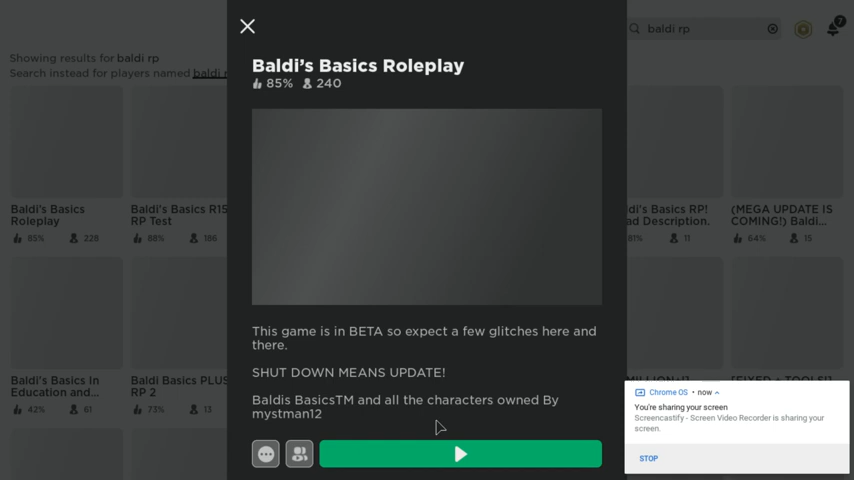 baldi rp
7
Showing results for baldi rp
Search instead for players named baldi r
Baldi's Basics Roleplay
85% 240
Baldi's Basics
Roleplay
85% 228
Baldi's Basics R15
RP Test
88% 186
ad's Basics RP!
ad Description.
81% 11
(MEGA UPDATE IS
COMING!) Baldi...
64% 15
This game is in BETA so expect a few glitches here and
there.
SHUT DOWN MEANS UPDATE!
Baldis BasicsTM and all the characters owned By
mystman12
Baldi's Basics In
Education and...
42% 61
Baldi Basics PLUS
RP 2
73% 13
Chrome OS • now
You're sharing your screen
Screencastify - Screen Video Recorder is sharing your
screen.
STOP